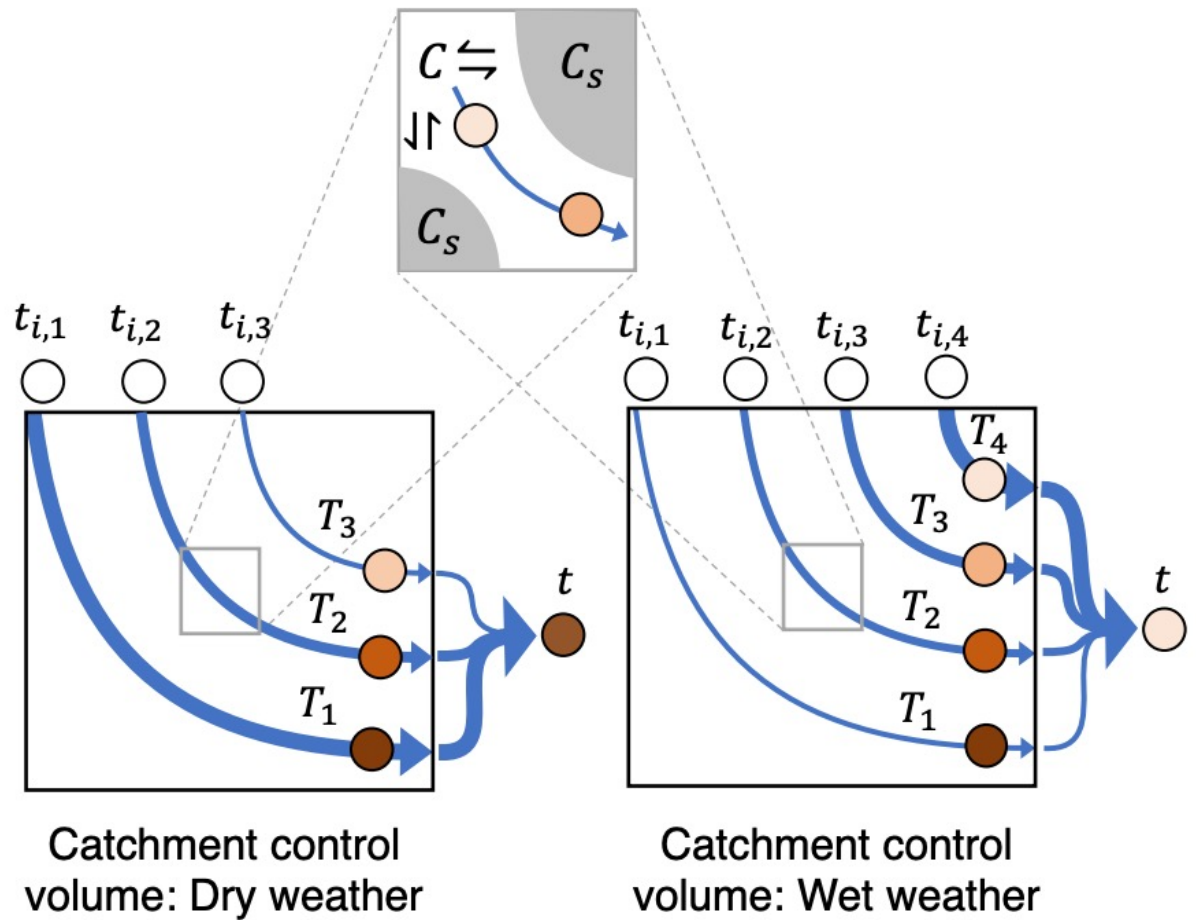 C ⇋
⇃↾
C_s
C_s
t_{i,1} t_{i,2} t_{i,3}
T_3
T_2
T_1
t
t_{i,1} t_{i,2} t_{i,3} t_{i,4}
T_4
T_3
T_2
T_1
t
Catchment control
volume: Dry weather
Catchment control
volume: Wet weather